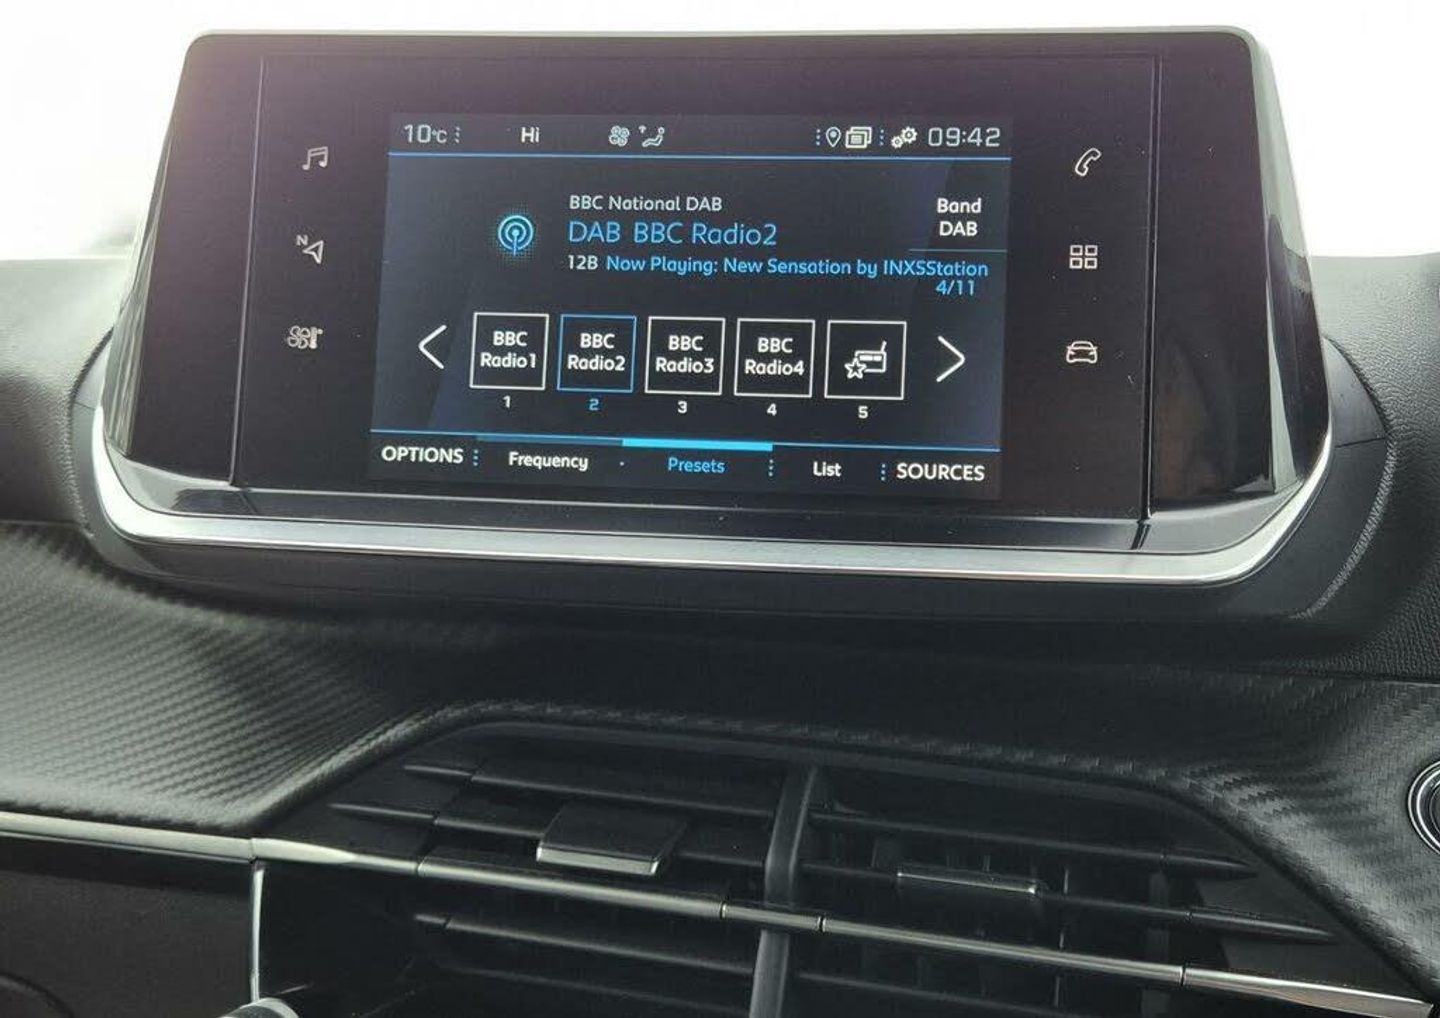 10°C Hi 09:42
BBC National DAB
DAB BBC Radio2
12B Now Playing: New Sensation by INXS
Band
DAB
Station
4/11
BBC Radio1
BBC Radio2
BBC Radio3
BBC Radio4
1 2 3 4 5
OPTIONS Frequency Presets List SOURCES
N